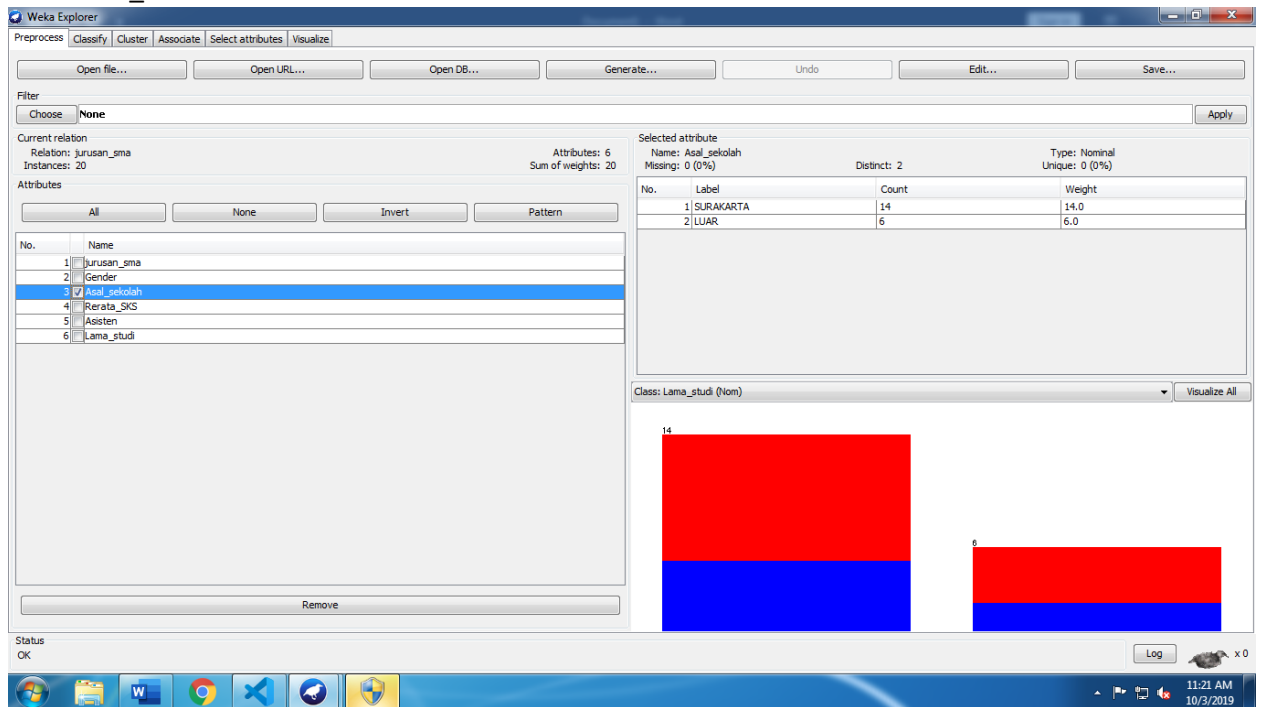 Weka Explorer
Preprocess Classify Cluster Associate Select attributes Visualize
Open file... Open URL... Open DB... Generate... Undo Edit... Save...
Filter
Choose None Apply
Current relation
Relation: jurusan_sma Attributes: 6
Instances: 20 Sum of weights: 20
Attributes
All None Invert Pattern
No. Name
1 jurusan_sma
2 Gender
3 Asal_sekolah
4 Rerata_SKS
5 Asisten
6 Lama_studi
Remove
Selected attribute
Name: Asal_sekolah Type: Nominal
Missing: 0 (0%) Distinct: 2 Unique: 0 (0%)
No. Label Count Weight
1 SURAKARTA 14 14.0
2 LUAR 6 6.0
Class: Lama_studi (Nom) Visualize All
14
6
Status
OK Log x 0
W
11:21 AM
10/3/2019